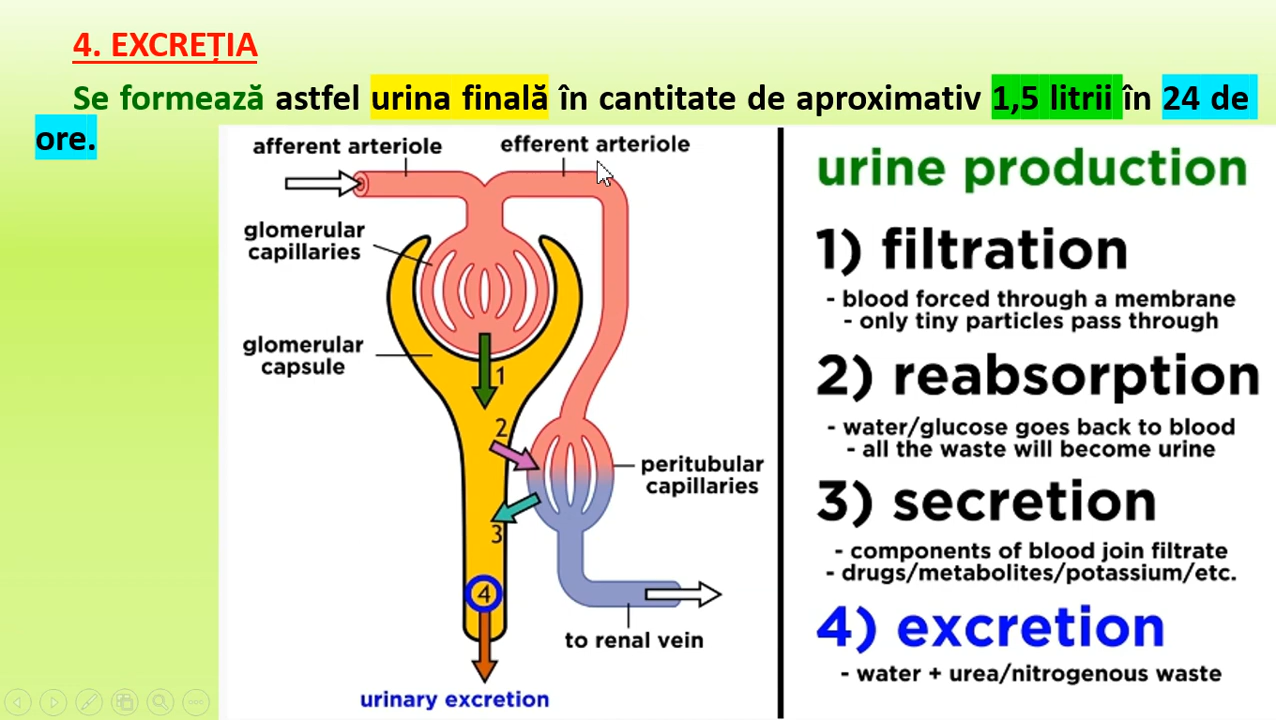 4. EXCREȚIA
Se formează astfel urina finală în cantitate de aproximativ 1,5 litrii în 24 de
ore.
afferent arteriole
efferent arteriole
glomerular
capillaries
glomerular
capsule
1
2
3
4
peritubular
capillaries
to renal vein
urinary excretion
urine production
1) filtration
- blood forced through a membrane
- only tiny particles pass through
2) reabsorption
- water/glucose goes back to blood
- all the waste will become urine
3) secretion
- components of blood join filtrate
- drugs/metabolites/potassium/etc.
4) excretion
- water + urea/nitrogenous waste